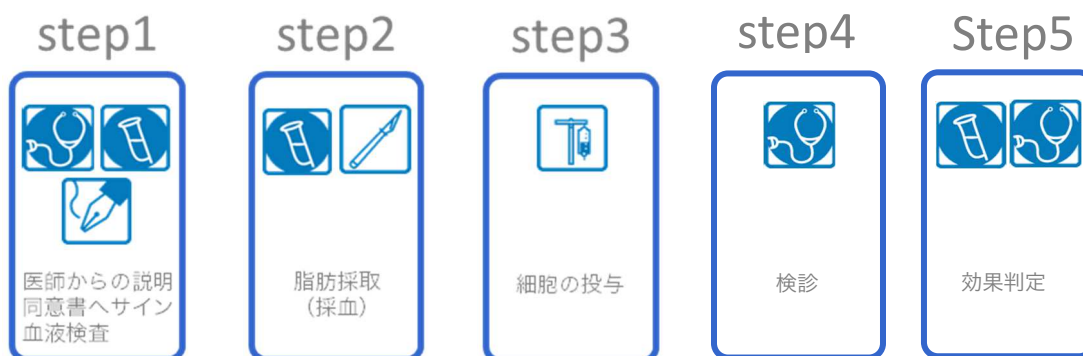 step1
医師からの説明
同意書へサイン
血液検査
step2
脂肪採取
（採血）
step3
細胞の投与
step4
検診
Step5
効果判定